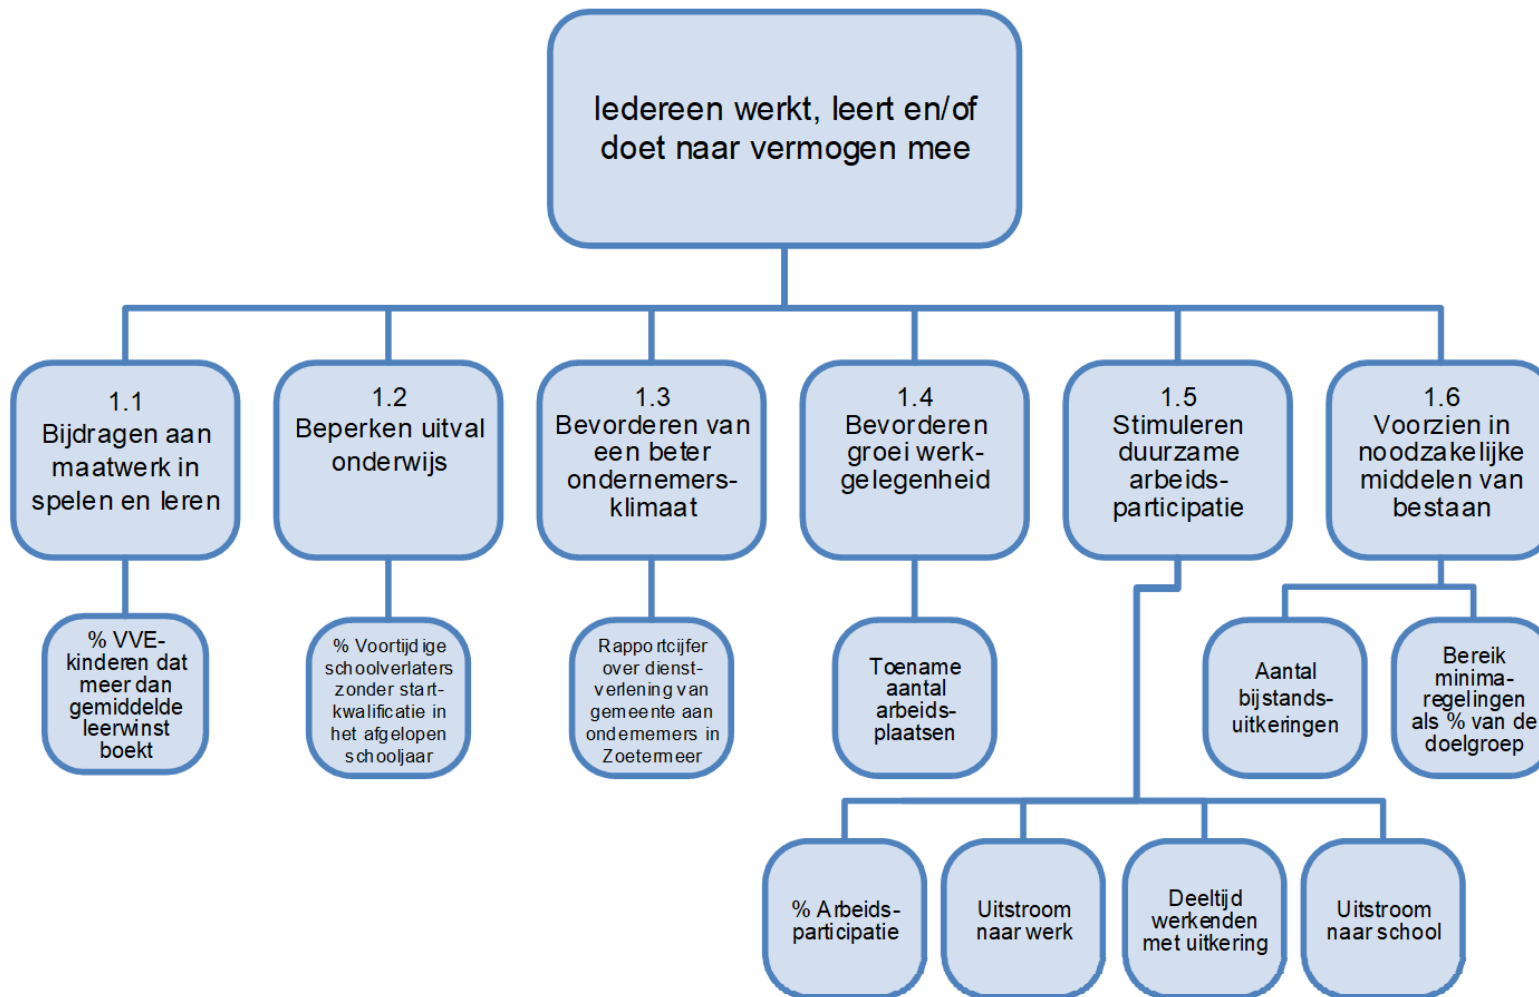 Iedereen werkt, leert en/of
doet naar vermogen mee
1.1
Bijdragen aan
maatwerk in
spelen en leren
1.2
Beperken uitval
onderwijs
1.3
Bevorderen van
een beter
ondernemers-
klimaat
1.4
Bevorderen
groei werk-
gelegenheid
1.5
Stimuleren
duurzame
arbeids-
participatie
1.6
Voorzien in
noodzakelijke
middelen van
bestaan
% VVE-
kinderen dat
meer dan
gemiddelde
leerwinst
boekt
% Voortijdige
schoolverlaters
zonder start-
kwalificatie in
het afgelopen
schooljaar
Rapportcijfer
over dienst-
verlening van
gemeente aan
ondernemers in
Zoetermeer
Toename
aantal
arbeids-
plaatsen
Aantal
bijstands-
uitkeringen
Bereik
minima-
regelingen
als % van de
doelgroep
% Arbeids-
participatie
Uitstroom
naar werk
Deeltijd
werkenden
met uitkering
Uitstroom
naar school